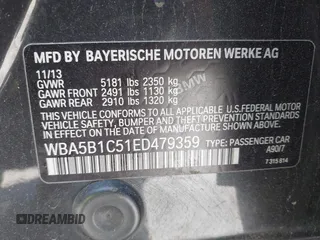 MFD BY BAYERISCHE MOTOREN WERKE AG
11/13
GVWR 5181 lbs 2350 kg
GAWR FRONT 2491 lbs 1130 kg
GAWR REAR 2910 lbs 1320 kg
THIS VEHICLE CONFORMS TO ALL APPLICABLE
FEDERAL MOTOR VEHICLE SAFETY, BUMPER,
AND THEFT PREVENTION STANDARDS IN EFFECT
ON THE DATE OF MANUFACTURE SHOWN ABOVE.
WBA5B1C51ED479359 TYPE: PASSENGER CAR
A90/7
7 315 614
BMW
DREAMBID